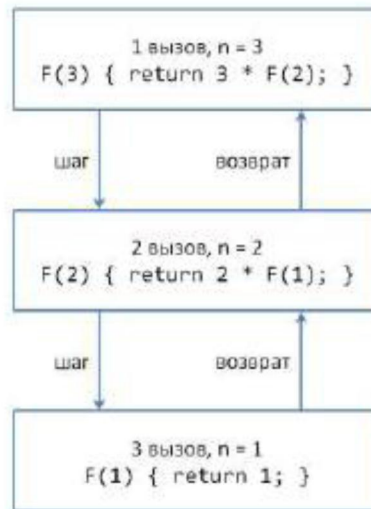 1 вызов, n = 3
F(3) { return 3 * F(2); }
шаг
возврат
2 вызов, n = 2
F(2) { return 2 * F(1); }
шаг
возврат
3 вызов, n = 1
F(1) { return 1; }